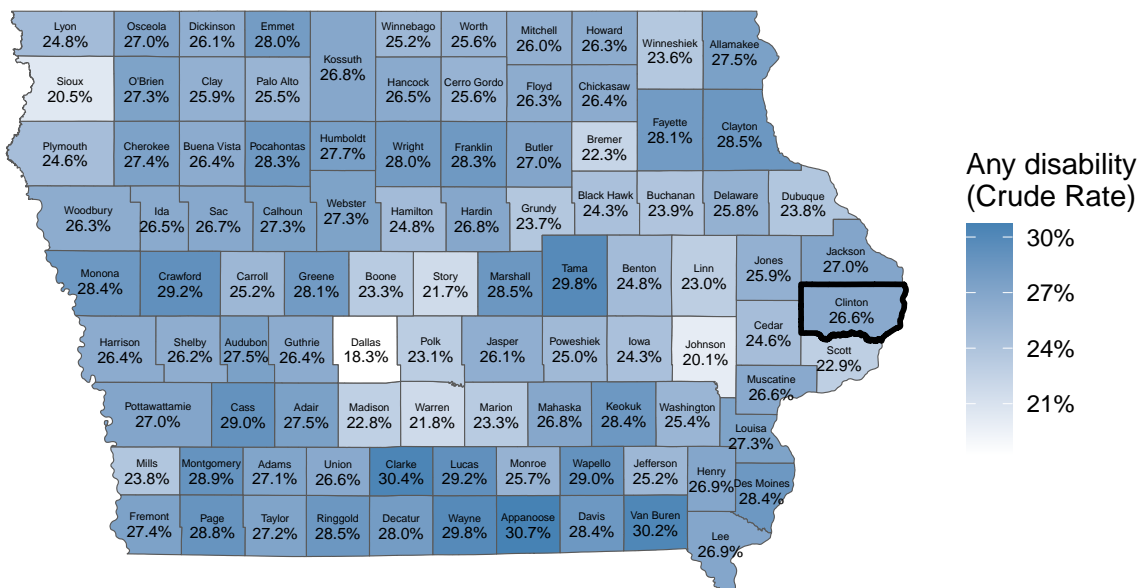 Lyon
24.8%
Osceola
27.0%
Dickinson
26.1%
Emmet
28.0%
Kossuth
26.8%
Winnebago
25.2%
Worth
25.6%
Mitchell
26.0%
Howard
26.3%
Winneshiek
23.6%
Allamakee
27.5%
Sioux
20.5%
O'Brien
27.3%
Clay
25.9%
Palo Alto
25.5%
Hancock
26.5%
Cerro Gordo
25.6%
Floyd
26.3%
Chickasaw
26.4%
Plymouth
24.6%
Cherokee
27.4%
Buena Vista
26.4%
Pocahontas
28.3%
Humboldt
27.7%
Wright
28.0%
Franklin
28.3%
Butler
27.0%
Bremer
22.3%
Fayette
28.1%
Clayton
28.5%
Woodbury
26.3%
Ida
26.5%
Sac
26.7%
Calhoun
27.3%
Webster
27.3%
Hamilton
24.8%
Hardin
26.8%
Grundy
23.7%
Black Hawk
24.3%
Buchanan
23.9%
Delaware
25.8%
Dubuque
23.8%
Monona
28.4%
Crawford
29.2%
Carroll
25.2%
Greene
28.1%
Boone
23.3%
Story
21.7%
Marshall
28.5%
Tama
29.8%
Benton
24.8%
Linn
23.0%
Jones
25.9%
Jackson
27.0%
Clinton
26.6%
Harrison
26.4%
Shelby
26.2%
Audubon
27.5%
Guthrie
26.4%
Dallas
18.3%
Polk
23.1%
Jasper
26.1%
Poweshiek
25.0%
Iowa
24.3%
Johnson
20.1%
Cedar
24.6%
Scott
22.9%
Muscatine
26.6%
Pottawattamie
27.0%
Cass
29.0%
Adair
27.5%
Madison
22.8%
Warren
21.8%
Marion
23.3%
Mahaska
26.8%
Keokuk
28.4%
Washington
25.4%
Louisa
27.3%
Mills
23.8%
Montgomery
28.9%
Adams
27.1%
Union
26.6%
Clarke
30.4%
Lucas
29.2%
Monroe
25.7%
Wapello
29.0%
Jefferson
25.2%
Henry
26.9%
Des Moines
28.4%
Fremont
27.4%
Page
28.8%
Taylor
27.2%
Ringgold
28.5%
Decatur
28.0%
Wayne
29.8%
Appanoose
30.7%
Davis
28.4%
Van Buren
30.2%
Lee
26.9%
Any disability
(Crude Rate)
30%
27%
24%
21%